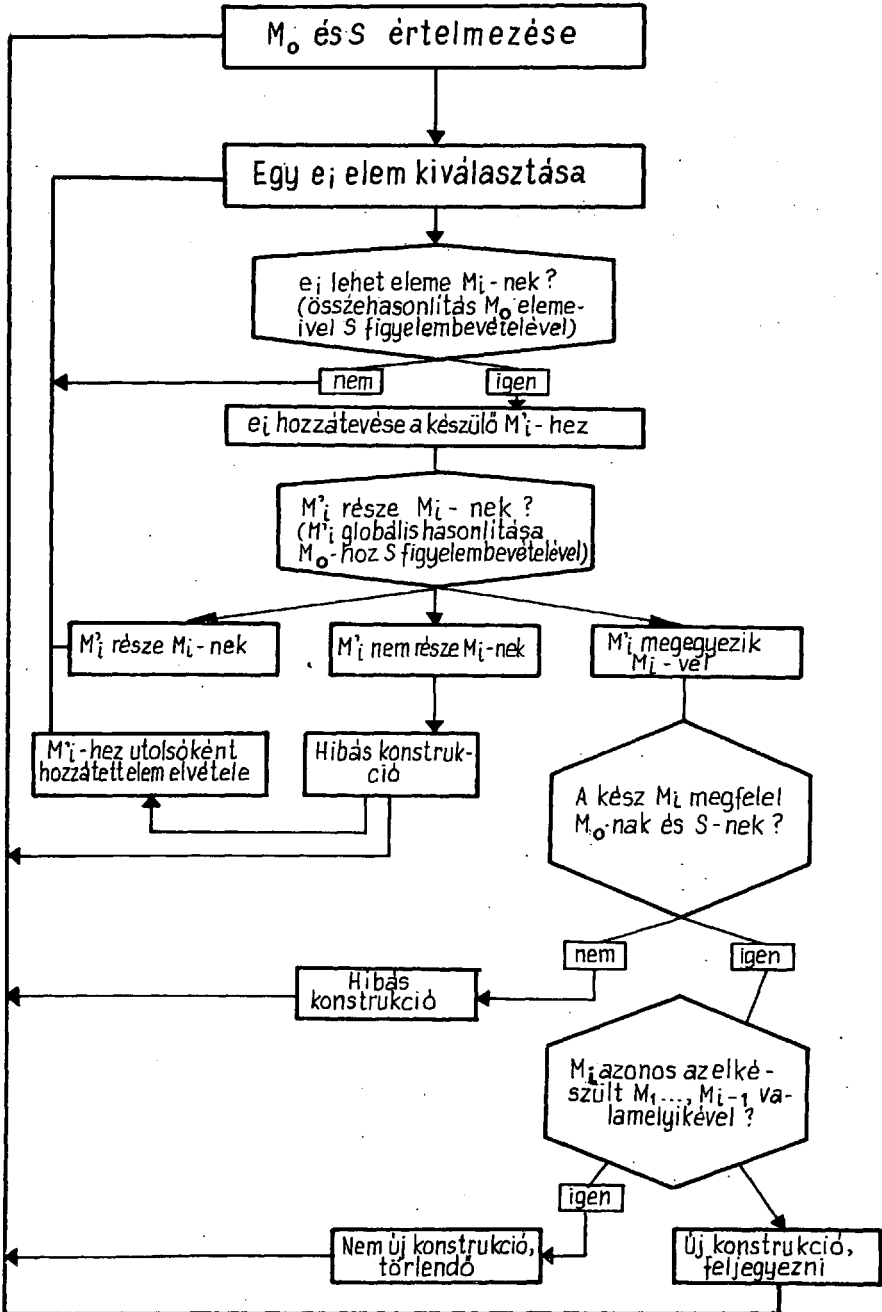 M₀ és S értelmezése
Egy eᵢ elem kiválasztása
eᵢ lehet eleme Mᵢ-nek?
(összehasonlítás M₀ eleme-
ivel S figyelembevételével)
nem
igen
eᵢ hozzátevése a készülő M'ᵢ-hez
M'ᵢ része Mᵢ-nek?
(M'ᵢ globális hasonlítása
M₀-hoz S figyelembevételével)
M'ᵢ része Mᵢ-nek
M'ᵢ nem része Mᵢ-nek
M'ᵢ megegyezik
Mᵢ-vel
M'ᵢ-hez utolsóként
hozzátett elem elvétele
Hibás konstruk-
ció
A kész Mᵢ megfelel
M₀-nak és S-nek?
nem
igen
Hibás
konstrukció
Mᵢ azonos az elké-
szült M₁..., Mᵢ₋₁ va-
lamelyikével?
igen
Nem új konstrukció,
törlendő
Új konstrukció,
feljegyezni